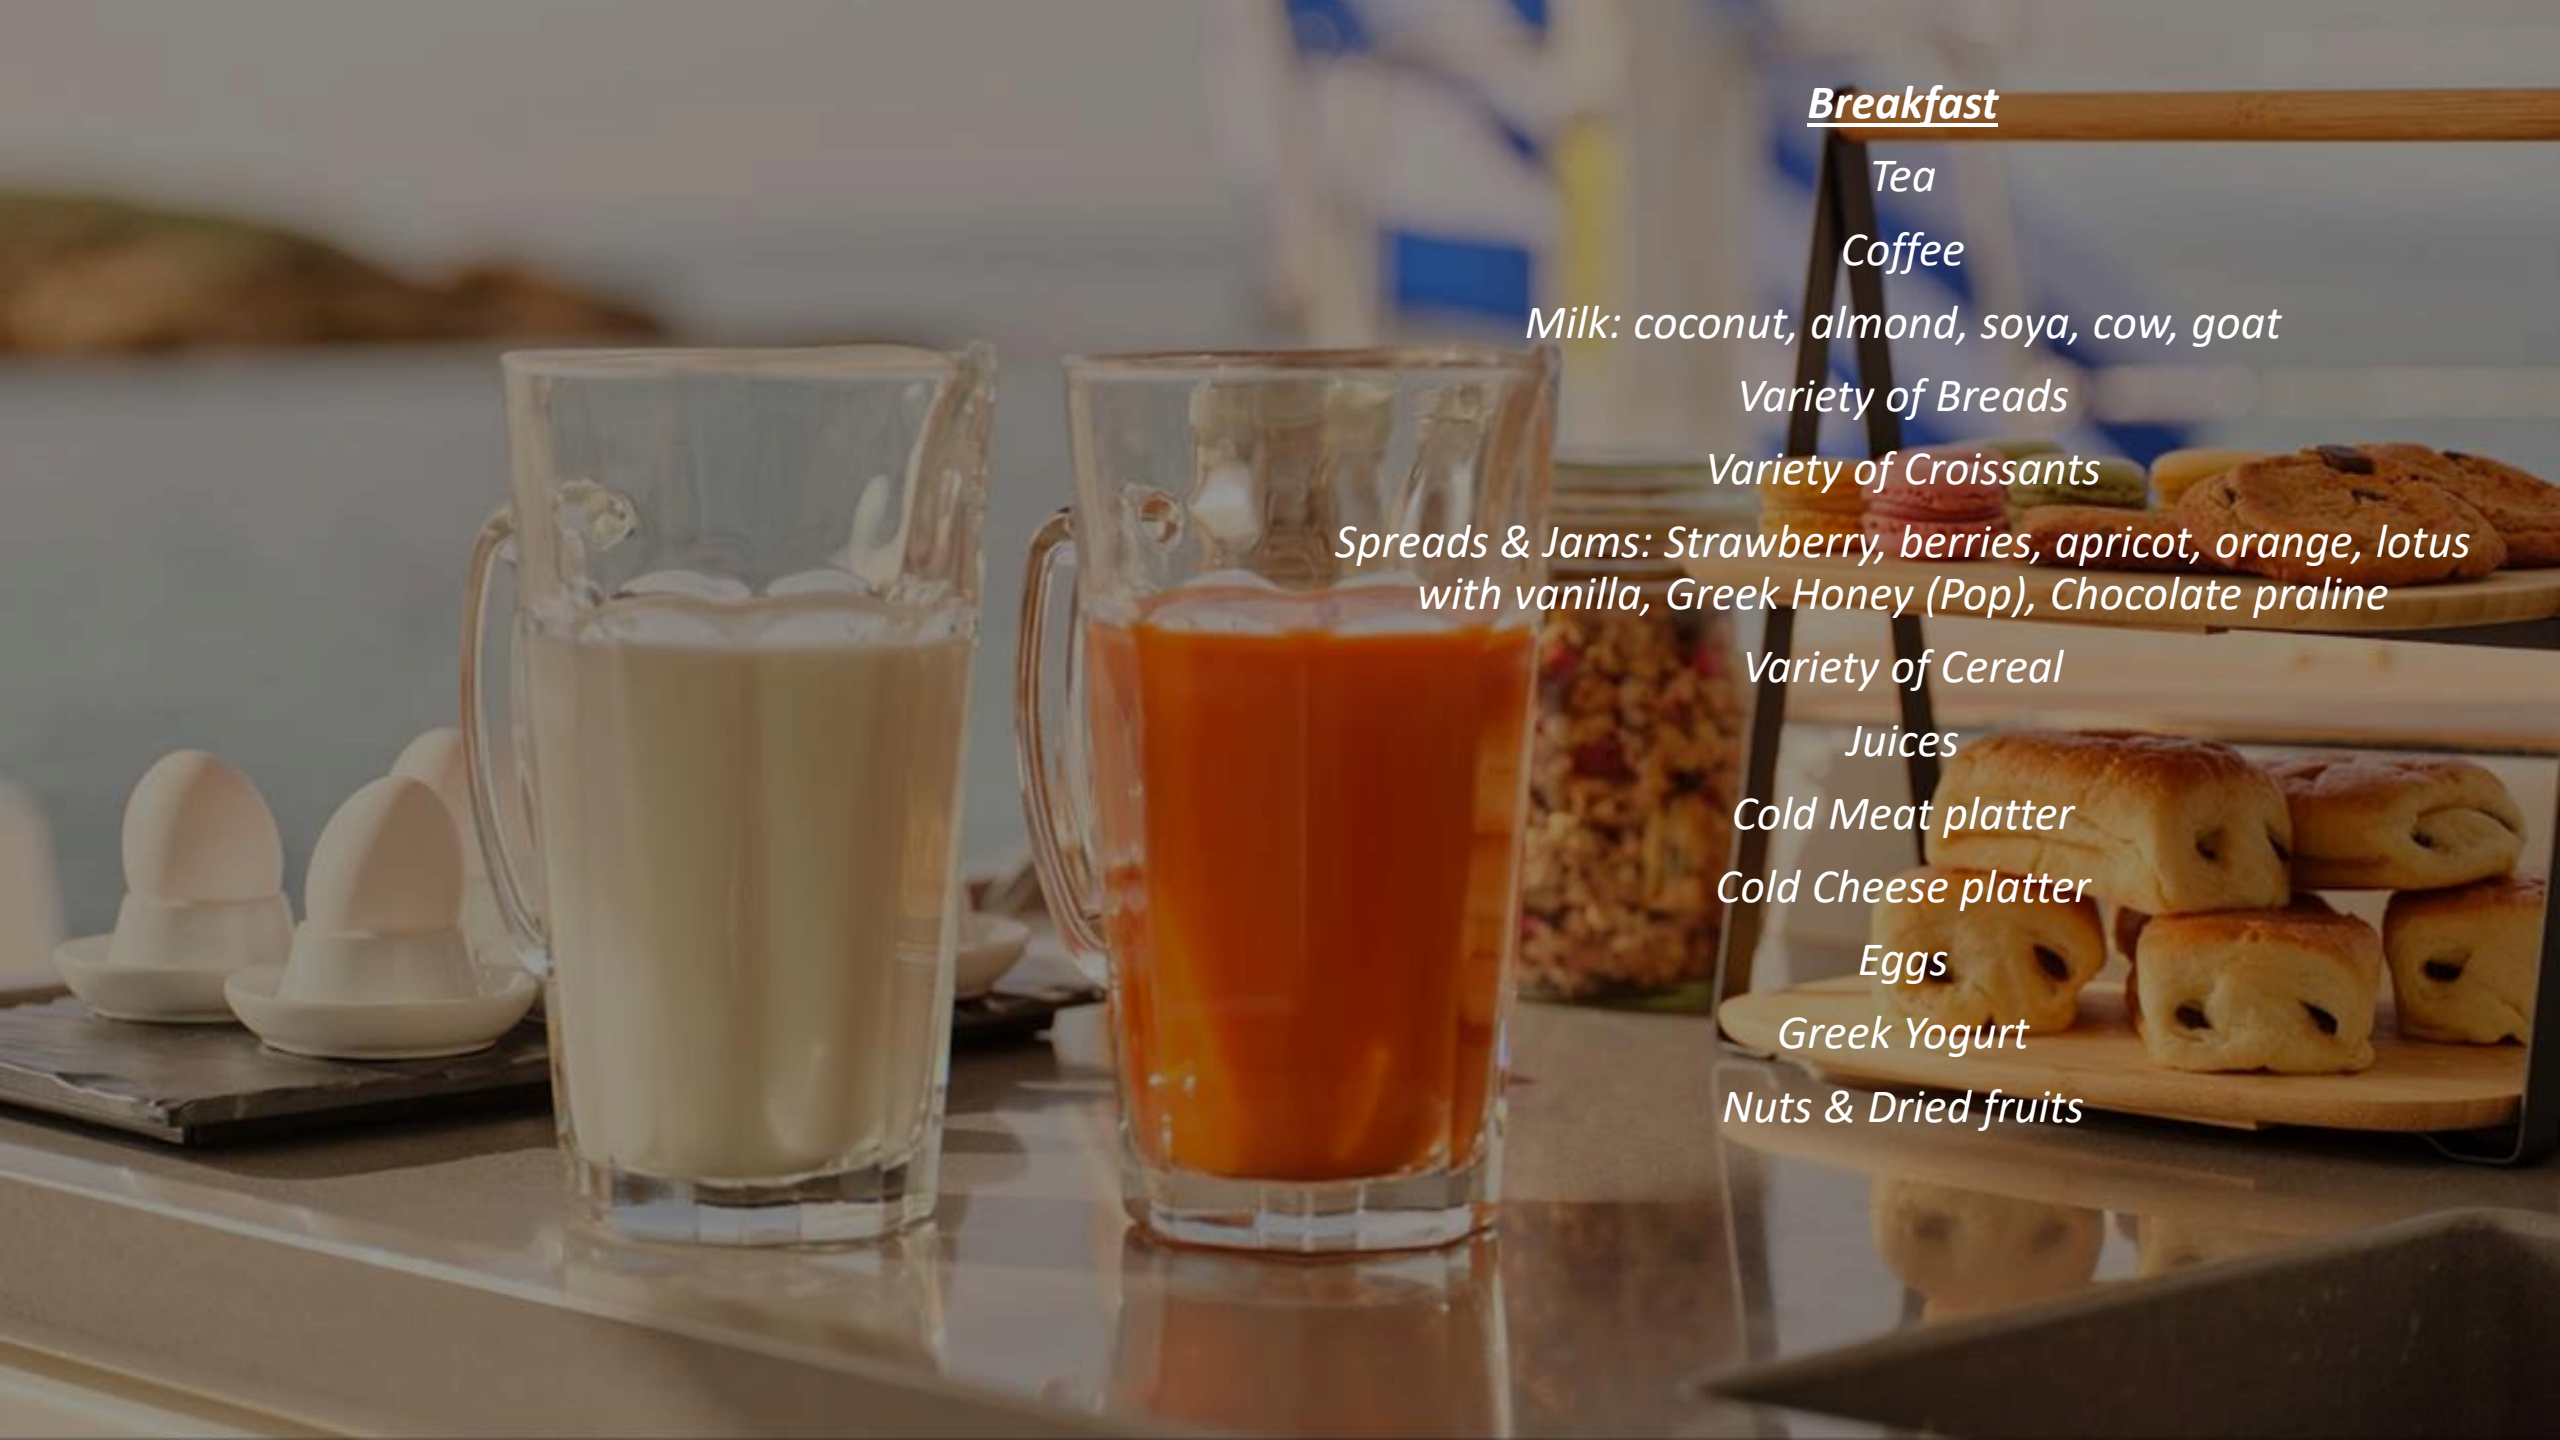 Breakfast
Tea
Coffee
Milk: coconut, almond, soya, cow, goat
Variety of Breads
Variety of Croissants
Spreads & Jams: Strawberry, berries, apricot, orange, lotus
with vanilla, Greek Honey (Pop), Chocolate praline
Variety of Cereal
Juices
Cold Meat platter
Cold Cheese platter
Eggs
Greek Yogurt
Nuts & Dried fruits